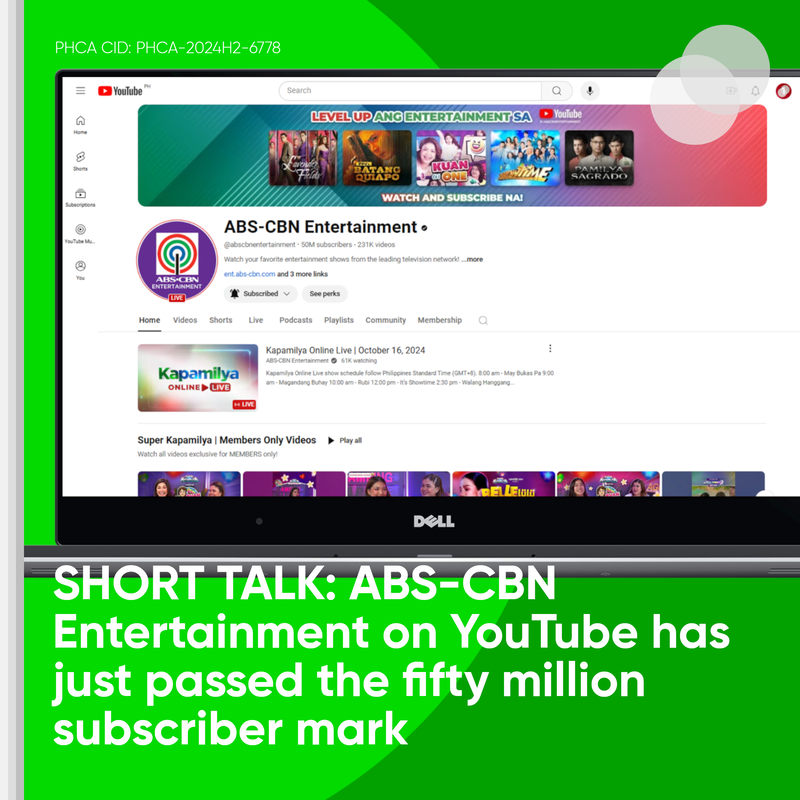 PHCA CID: PHCA-2024H2-6778
YouTube PH
Search
Home
Shorts
Subscriptions
YouTube Mu...
You
LEVEL UP ANG ENTERTAINMENT SA YouTube
Lavender Fields
FPJ's BATANG QUIAPO
KUAN ON ONE
IT'S SHOWTIME
PAMILYA SAGRADO
WATCH AND SUBSCRIBE NA!
ABS-CBN
ENTERTAINMENT
LIVE
ABS-CBN Entertainment
@abscbnentertainment · 50M subscribers · 231K videos
Watch your favorite entertainment shows from the leading television network! ...more
ent.abs-cbn.com and 3 more links
Subscribed
See perks
Home Videos Shorts Live Podcasts Playlists Community Membership
Kapamilya
ONLINE LIVE
LIVE
Kapamilya Online Live | October 16, 2024
ABS-CBN Entertainment 61K watching
Kapamilya Online Live show schedule follow Philippines Standard Time (GMT+8). 8:00 am - May Bukas Pa 9:00
am - Magandang Buhay 10:00 am - Rubi 12:00 pm - It's Showtime 2:30 pm - Walang Hanggang...
Super Kapamilya | Members Only Videos Play all
Watch all videos exclusive for MEMBERS only!
DELL
SHORT TALK: ABS-CBN
Entertainment on YouTube has
just passed the fifty million
subscriber mark